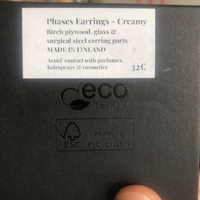 Phases Earrings - Creamy
Birch plywood, glass &
surgical steel earring parts
MADE IN FINLAND
Avoid contact with perfumes,
hairsprays & cosmetics
32€
eco
friendly
FSC